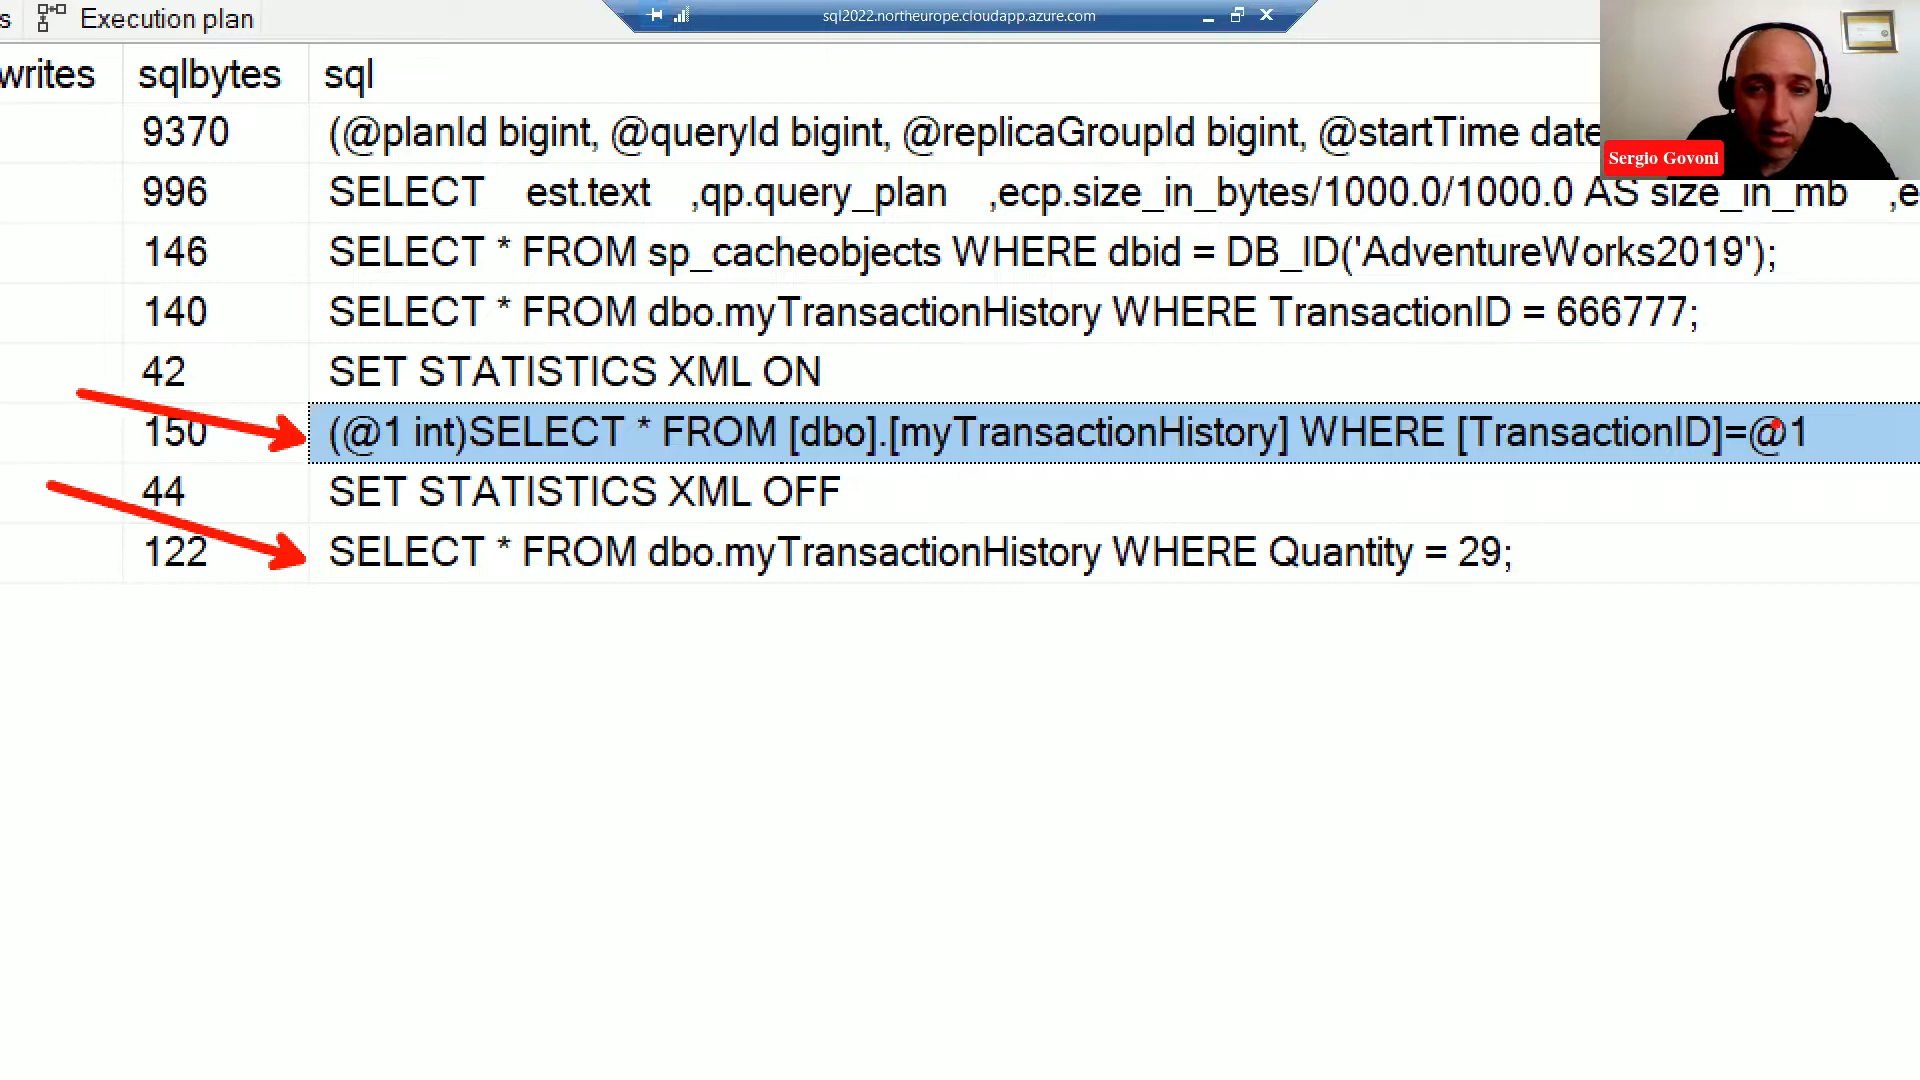 s Execution plan
sql2022.northeurope.cloudapp.azure.com
writes sqlbytes sql
9370 (@planId bigint, @queryId bigint, @replicaGroupId bigint, @startTime date
Sergio Govoni
996 SELECT est.text ,qp.query_plan ,ecp.size_in_bytes/1000.0/1000.0 AS size_in_mb ,e
146 SELECT * FROM sp_cacheobjects WHERE dbid = DB_ID('AdventureWorks2019');
140 SELECT * FROM dbo.myTransactionHistory WHERE TransactionID = 666777;
42 SET STATISTICS XML ON
150 (@1 int)SELECT * FROM [dbo].[myTransactionHistory] WHERE [TransactionID]=@1
44 SET STATISTICS XML OFF
122 SELECT * FROM dbo.myTransactionHistory WHERE Quantity = 29;